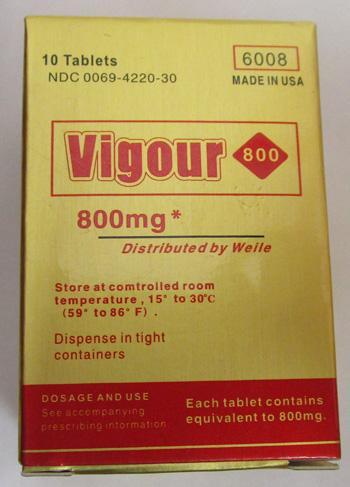 10 Tablets
NDC 0069-4220-30
6008
MADE IN USA
Vigour 800
800mg*
Distributed by Weile
Store at comtrolled room
temperature , 15° to 30℃
(59° to 86° F) .
Dispense in tight
containers
DOSAGE AND USE
See accompanying
prescribing information
Each tablet contains
equivalent to 800mg.